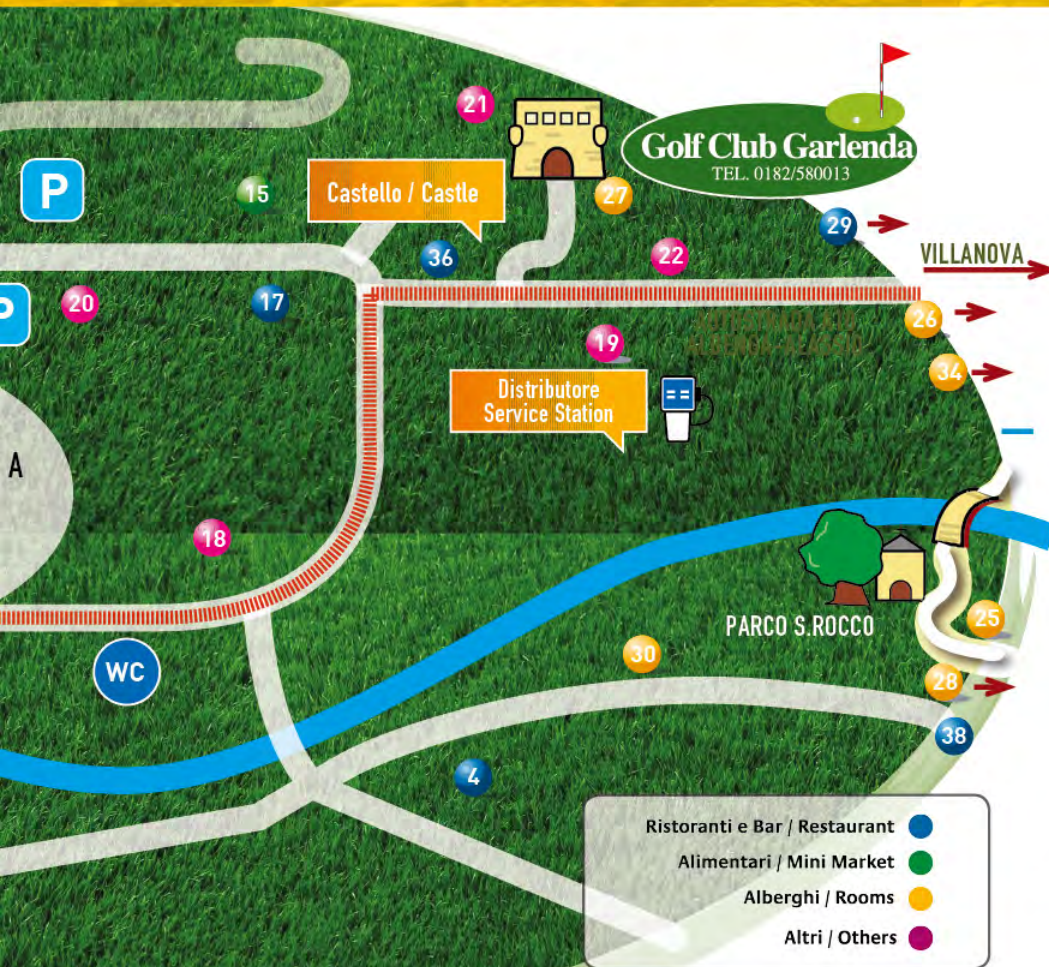 21
Golf Club Garlenda
TEL. 0182/580013
P
15
Castello / Castle
27
29
36
22
VILLANOVA
P
20
17
26
19
34
Distributore
Service Station
A
18
PARCO S.ROCCO
25
WC
30
28
38
4
Ristoranti e Bar / Restaurant
Alimentari / Mini Market
Alberghi / Rooms
Altri / Others